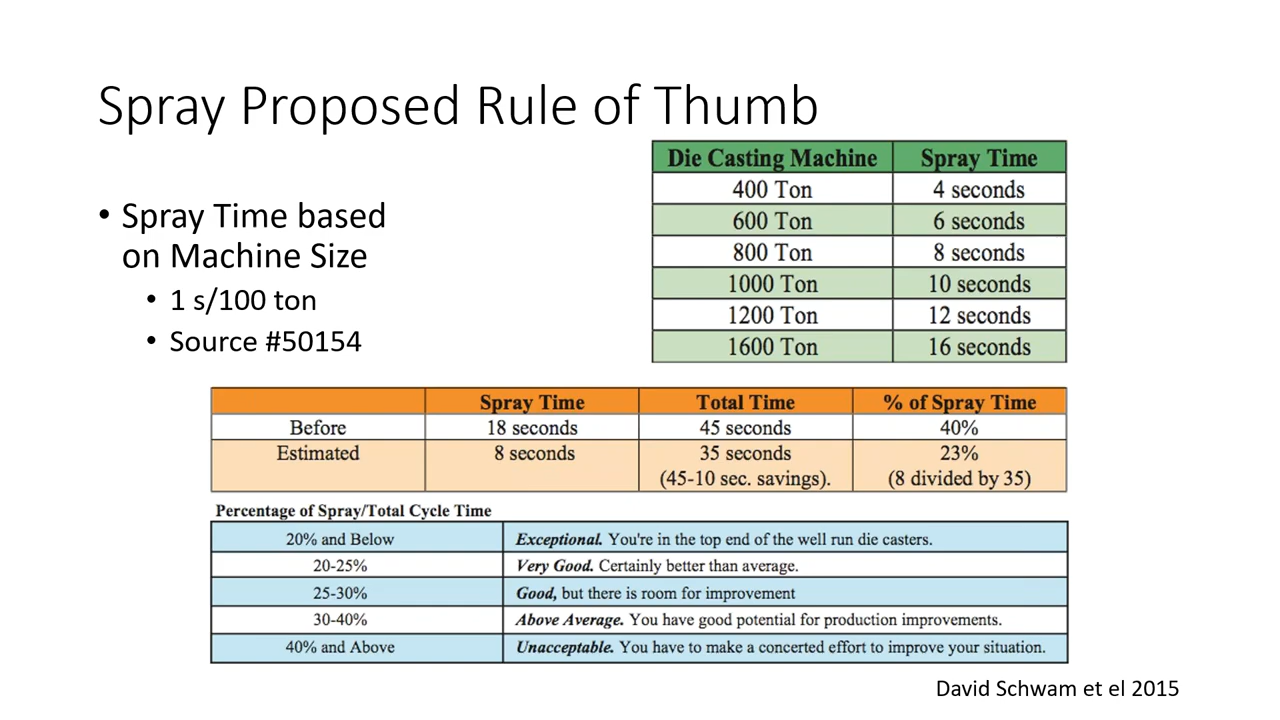 Spray Proposed Rule of Thumb
• Spray Time based
on Machine Size
• 1 s/100 ton
• Source #50154
Die Casting Machine Spray Time
400 Ton 4 seconds
600 Ton 6 seconds
800 Ton 8 seconds
1000 Ton 10 seconds
1200 Ton 12 seconds
1600 Ton 16 seconds
Spray Time Total Time % of Spray Time
Before 18 seconds 45 seconds 40%
Estimated 8 seconds 35 seconds 23%
(45-10 sec. savings). (8 divided by 35)
Percentage of Spray/Total Cycle Time
20% and Below Exceptional. You're in the top end of the well run die casters.
20-25% Very Good. Certainly better than average.
25-30% Good, but there is room for improvement
30-40% Above Average. You have good potential for production improvements.
40% and Above Unacceptable. You have to make a concerted effort to improve your situation.
David Schwam et el 2015